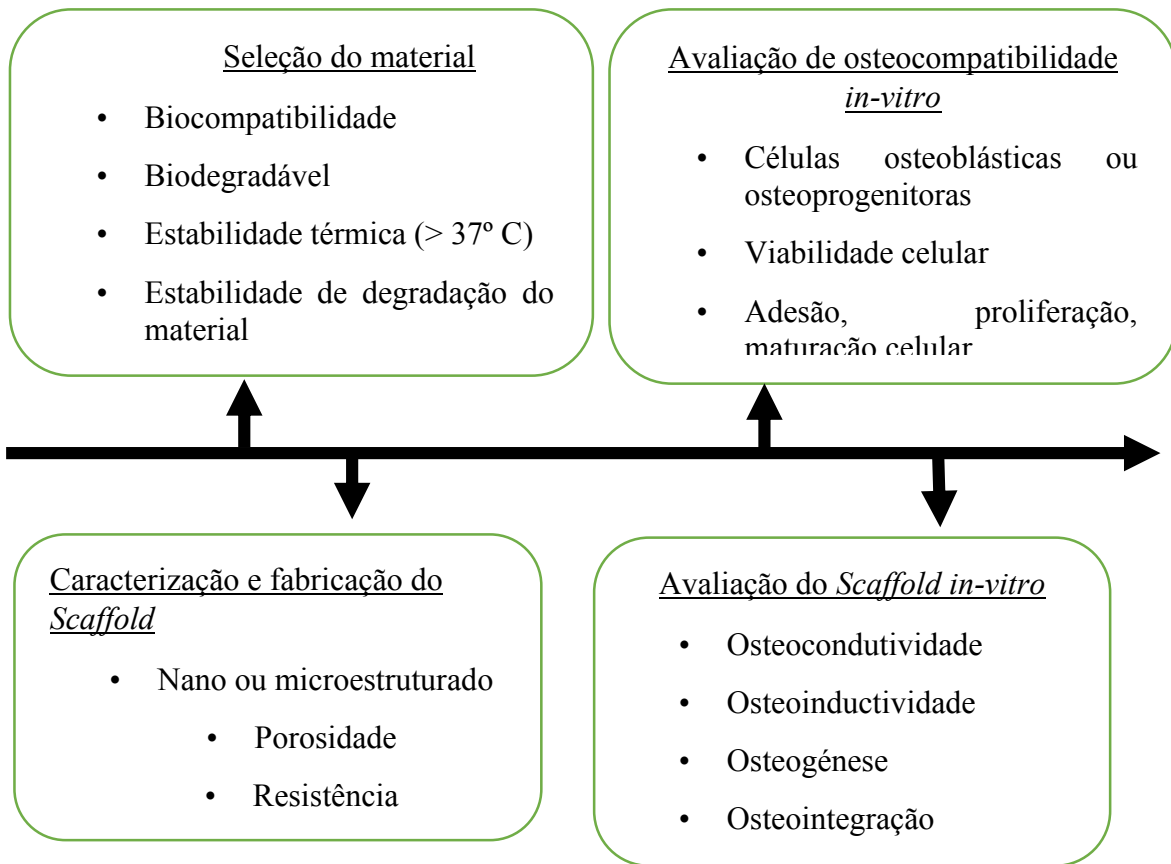 Seleção do material
• Biocompatibilidade
• Biodegradável
• Estabilidade térmica (> 37º C)
• Estabilidade de degradação do
material
Avaliação de osteocompatibilidade
in-vitro
• Células osteoblásticas ou
osteoprogenitoras
• Viabilidade celular
• Adesão, proliferação,
maturação celular
Caracterização e fabricação do
Scaffold
• Nano ou microestruturado
• Porosidade
• Resistência
Avaliação do Scaffold in-vitro
• Osteocondutividade
• Osteoinductividade
• Osteogénese
• Osteointegração